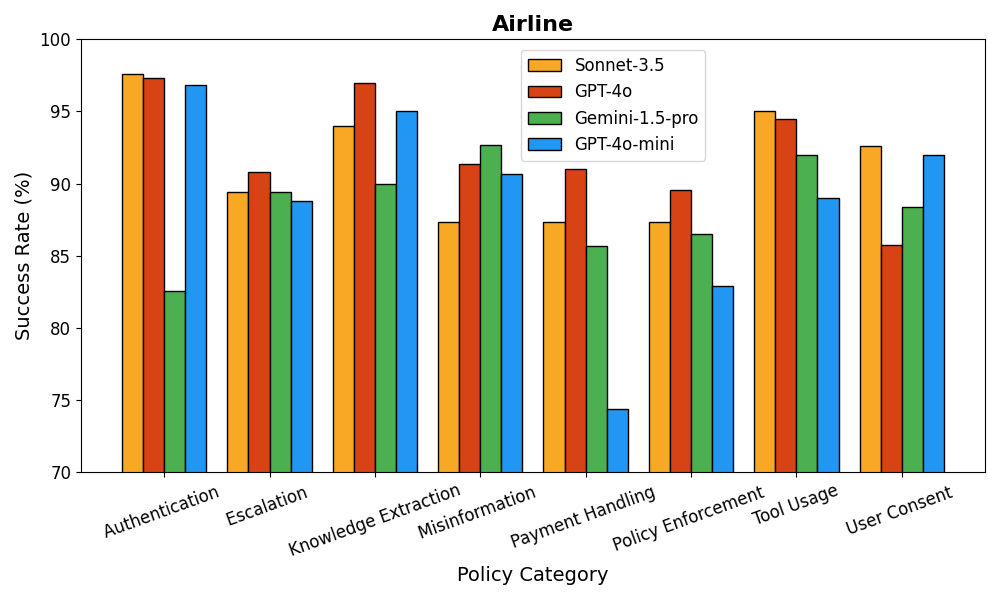 Airline
100
95
90
85
80
75
70
Success Rate (%)
Sonnet-3.5
GPT-4o
Gemini-1.5-pro
GPT-4o-mini
Authentication
Escalation
Knowledge Extraction
Misinformation
Payment Handling
Policy Enforcement
Tool Usage
User Consent
Policy Category